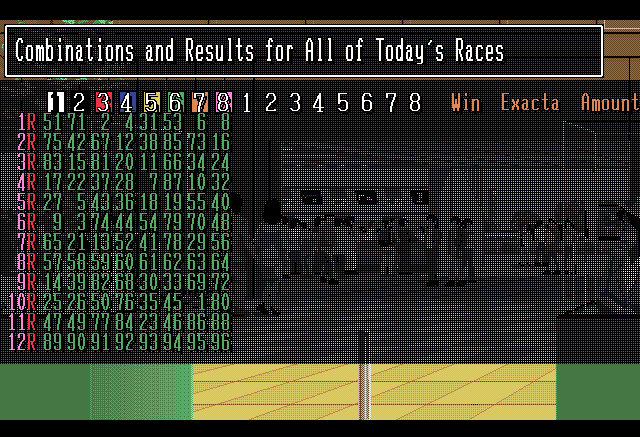 Combinations and Results for All of Today's Races
1 2 3 4 5 6 7 8 1 2 3 4 5 6 7 8 Win Exacta Amount
1R 51 71 2 4 31 53 6 8
2R 75 42 67 12 38 85 73 16
3R 83 15 81 20 11 66 34 24
4R 17 22 37 28 7 87 10 32
5R 27 5 43 36 18 19 55 40
6R 9 3 74 44 54 79 70 48
7R 65 21 13 52 41 78 29 56
8R 57 58 59 60 61 62 63 64
9R 14 39 82 68 30 33 69 72
10R 25 26 50 76 35 45 1 80
11R 47 49 77 84 23 46 86 88
12R 89 90 91 92 93 94 95 96